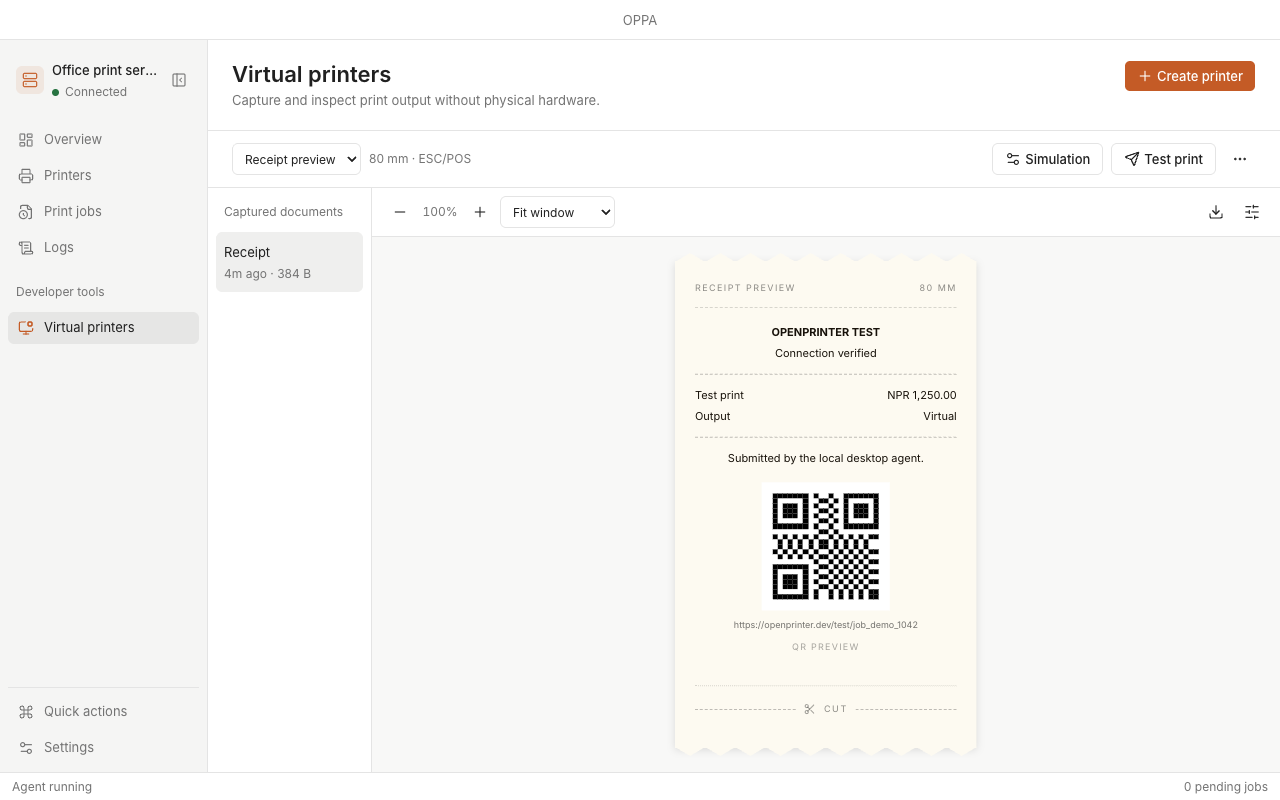 OPPA
Office print ser...
Connected
Overview
Printers
Print jobs
Logs
Developer tools
Virtual printers
Quick actions
Settings
Virtual printers
Capture and inspect print output without physical hardware.
Create printer
Receipt preview
80 mm · ESC/POS
Simulation
Test print
Captured documents
Receipt
4m ago · 384 B
100%
Fit window
RECEIPT PREVIEW 80 MM
OPENPRINTER TEST
Connection verified
Test print NPR 1,250.00
Output Virtual
Submitted by the local desktop agent.
https://openprinter.dev/test/job_demo_1042
QR PREVIEW
CUT
Agent running
0 pending jobs